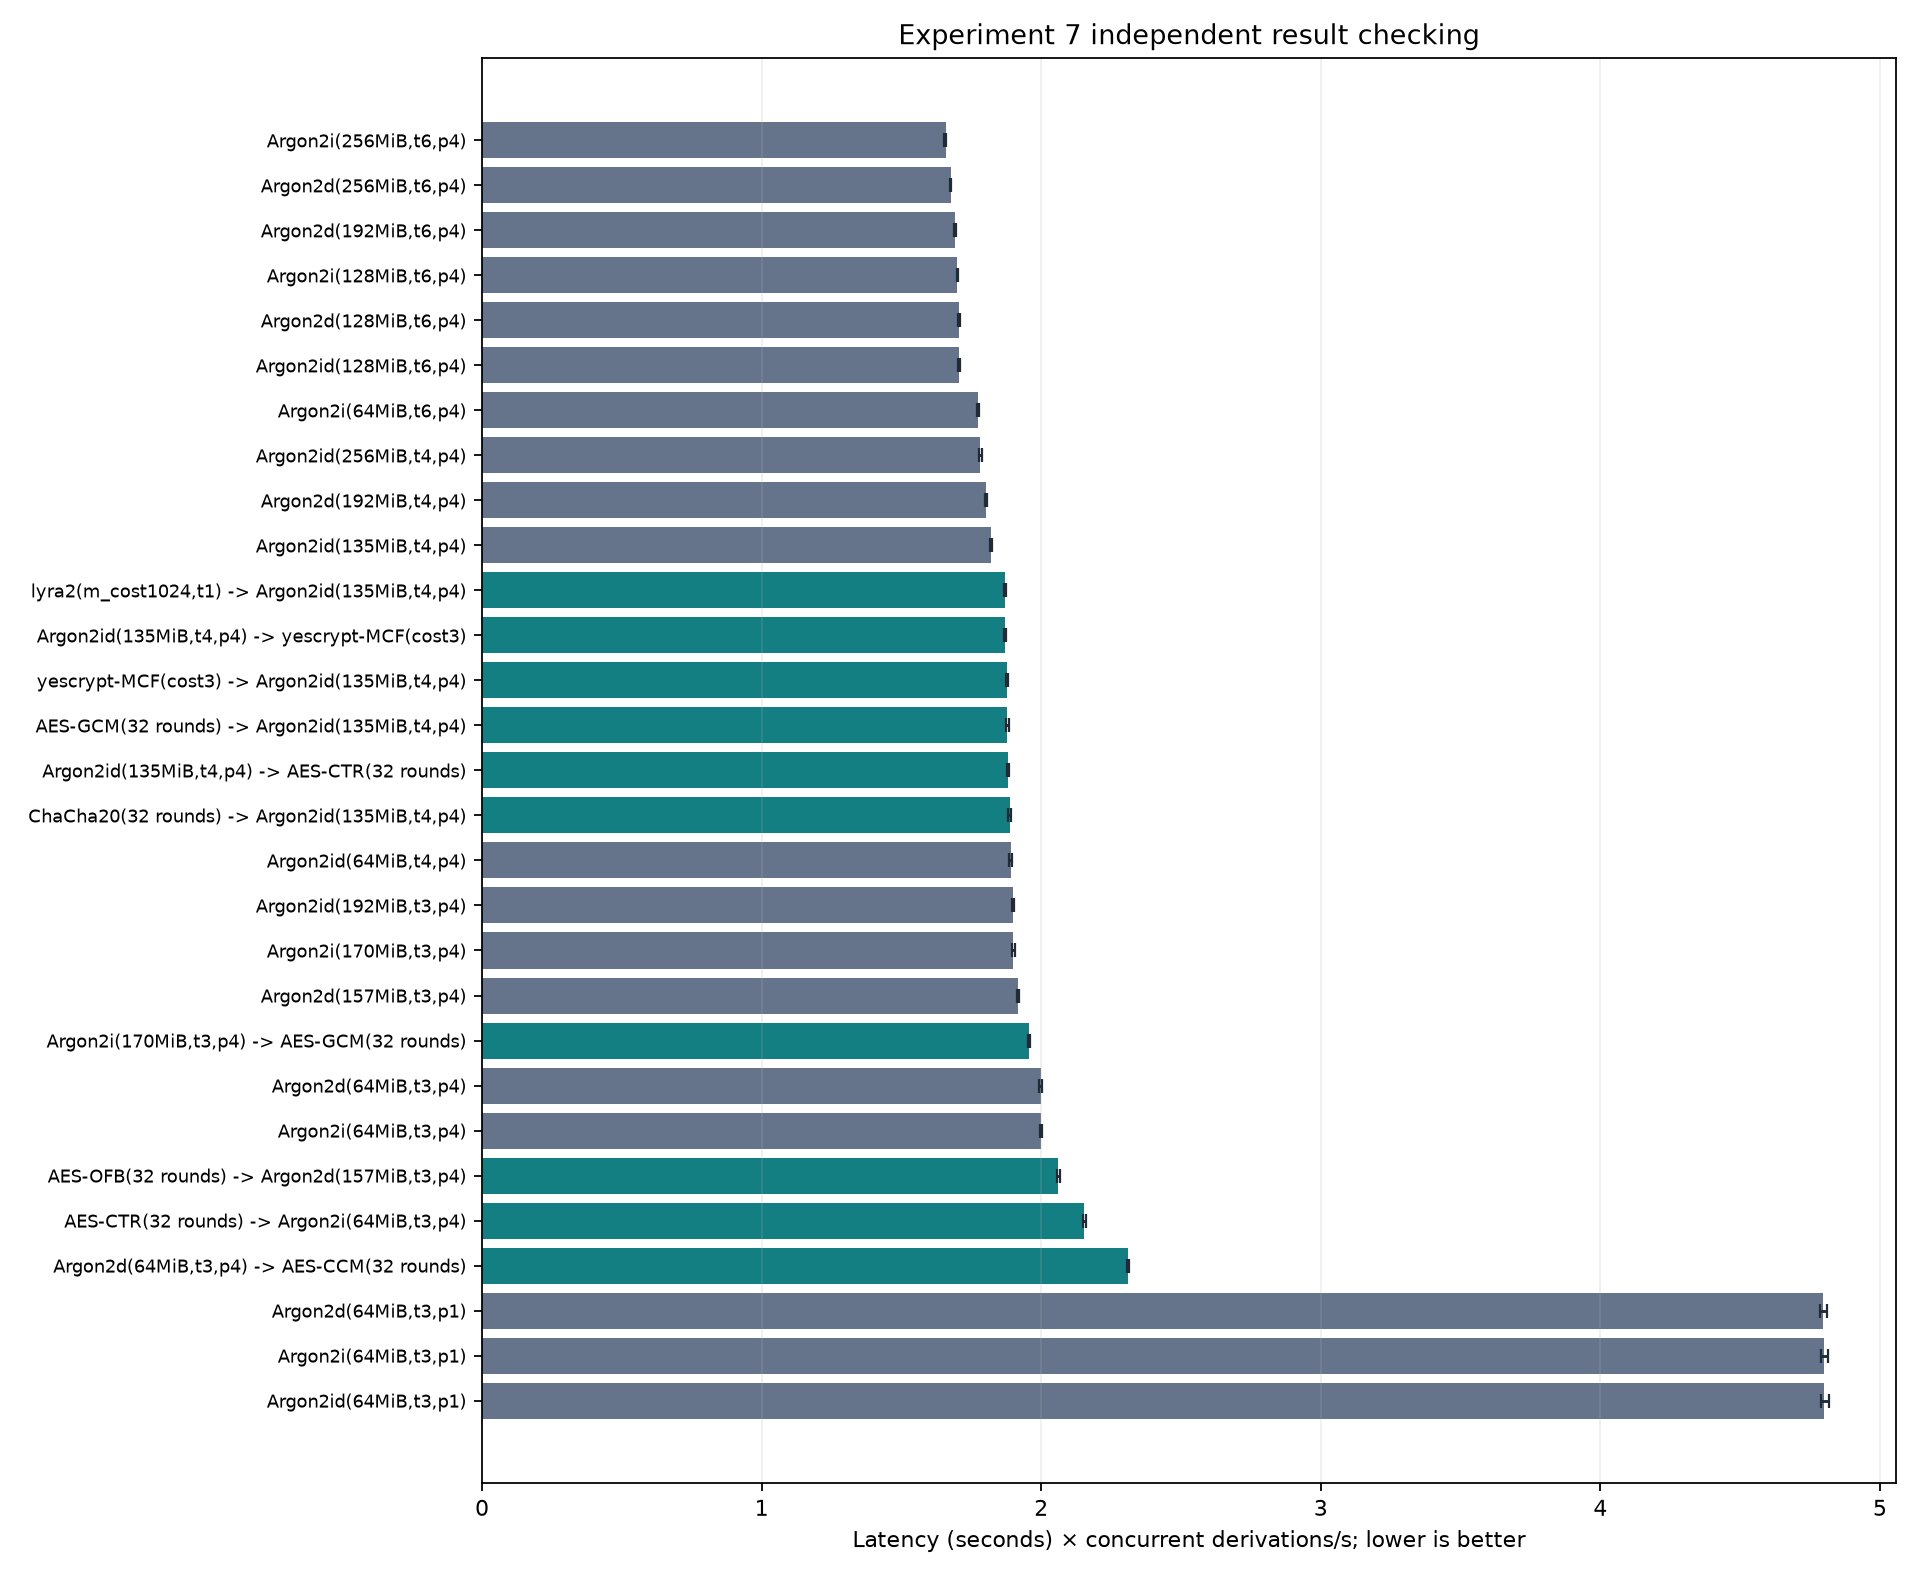 Experiment 7 independent result checking
Argon2i(256MiB,t6,p4)
Argon2d(256MiB,t6,p4)
Argon2d(192MiB,t6,p4)
Argon2i(128MiB,t6,p4)
Argon2d(128MiB,t6,p4)
Argon2id(128MiB,t6,p4)
Argon2i(64MiB,t6,p4)
Argon2id(256MiB,t4,p4)
Argon2d(192MiB,t4,p4)
Argon2id(135MiB,t4,p4)
lyra2(m_cost1024,t1) -> Argon2id(135MiB,t4,p4)
Argon2id(135MiB,t4,p4) -> yescrypt-MCF(cost3)
yescrypt-MCF(cost3) -> Argon2id(135MiB,t4,p4)
AES-GCM(32 rounds) -> Argon2id(135MiB,t4,p4)
Argon2id(135MiB,t4,p4) -> AES-CTR(32 rounds)
ChaCha20(32 rounds) -> Argon2id(135MiB,t4,p4)
Argon2id(64MiB,t4,p4)
Argon2id(192MiB,t3,p4)
Argon2i(170MiB,t3,p4)
Argon2d(157MiB,t3,p4)
Argon2i(170MiB,t3,p4) -> AES-GCM(32 rounds)
Argon2d(64MiB,t3,p4)
Argon2i(64MiB,t3,p4)
AES-OFB(32 rounds) -> Argon2d(157MiB,t3,p4)
AES-CTR(32 rounds) -> Argon2i(64MiB,t3,p4)
Argon2d(64MiB,t3,p4) -> AES-CCM(32 rounds)
Argon2d(64MiB,t3,p1)
Argon2i(64MiB,t3,p1)
Argon2id(64MiB,t3,p1)
0 1 2 3 4 5
Latency (seconds) × concurrent derivations/s; lower is better